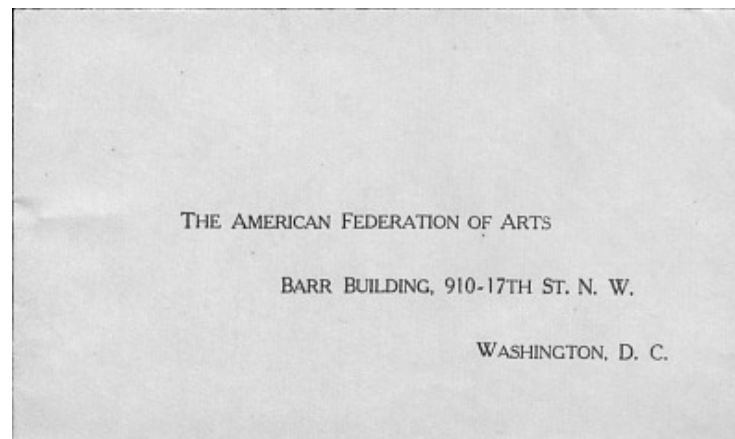 The American Federation of Arts
Barr Building, 910-17th St. N. W.
Washington, D. C.